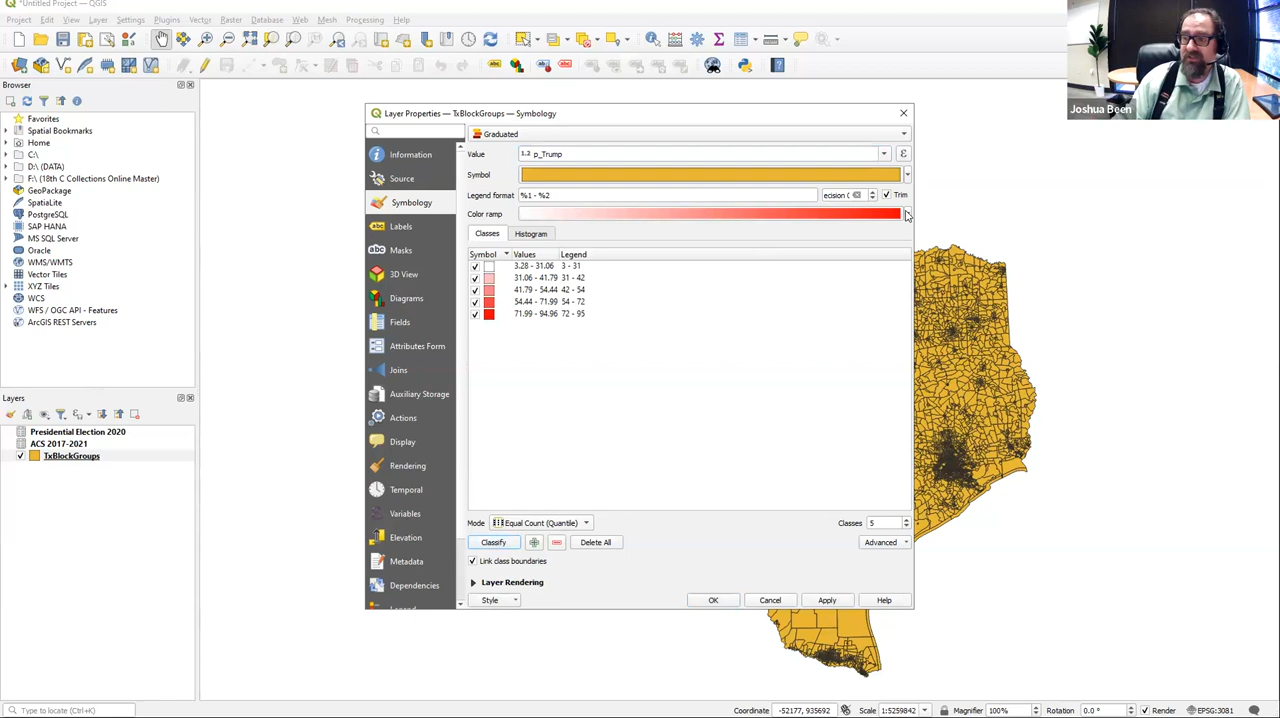 *Untitled Project — QGIS
Project Edit View Layer Settings Plugins Vector Raster Database Web Mesh Processing Help
Browser
Favorites
Spatial Bookmarks
Home
C:\
D:\ (DATA)
F:\ (18th C Collections Online Master)
GeoPackage
SpatiaLite
PostgreSQL
SAP HANA
MS SQL Server
Oracle
WMS/WMTS
Vector Tiles
XYZ Tiles
WCS
WFS / OGC API - Features
ArcGIS REST Servers
Layers
Presidential Election 2020
ACS 2017-2021
TxBlockGroups
Layer Properties — TxBlockGroups — Symbology
Information
Source
Symbology
Labels
Masks
3D View
Diagrams
Fields
Attributes Form
Joins
Auxiliary Storage
Actions
Display
Rendering
Temporal
Variables
Elevation
Metadata
Dependencies
Graduated
Value 1.2 p_Trump
Symbol
Legend format %1 - %2 ecision Trim
Color ramp
Classes Histogram
Symbol Values Legend
3.28 - 31.06 3 - 31
31.06 - 41.79 31 - 42
41.79 - 54.44 42 - 54
54.44 - 71.99 54 - 72
71.99 - 94.96 72 - 95
Mode Equal Count (Quantile) Classes 5
Classify Delete All Advanced
Link class boundaries
Layer Rendering
Style OK Cancel Apply Help
Joshua Been
Type to locate (Ctrl+K) Coordinate -52177, 935692 Scale 1:5259842 Magnifier 100% Rotation 0.0 ° Render EPSG:3081